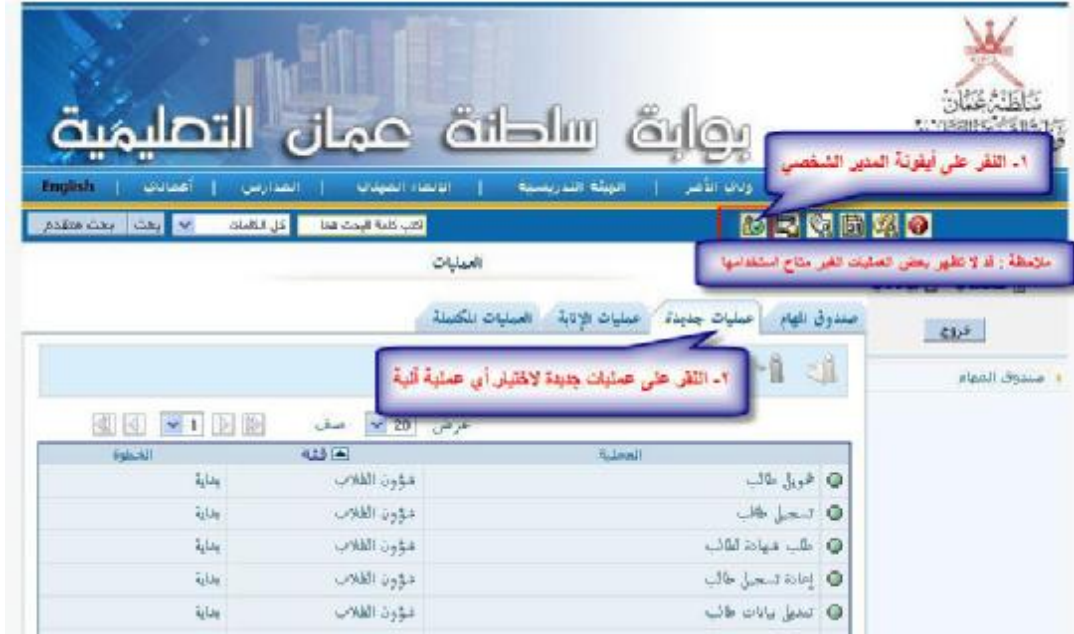 سلطنة عمان
بوابة سلطنة عمان التعليمية
١- النقر على أيقونة المدير الشخصي
ولي الأمر | الهيئة التدريسية | الإنماء المهني | المدارس | أعضائي | English
اكتب كلمة البحث هنا كل الكلمات بحث بحث متقدم
ملاحظة : قد لا تظهر بعض العمليات الغير متاح استخدامها
العمليات
خروج
صندوق المهام
صندوق المهام عمليات جديدة عمليات الإنابة العمليات المكتملة
٢- النقر على عمليات جديدة لاختيار أي عملية آلية
عرض 20 صف 1
العملية فئة الخطوة
تحويل طالب شؤون الطلاب بداية
تسجيل طالب شؤون الطلاب بداية
طلب شهادة لطالب شؤون الطلاب بداية
إعادة تسجيل طالب شؤون الطلاب بداية
تعديل بيانات طالب شؤون الطلاب بداية